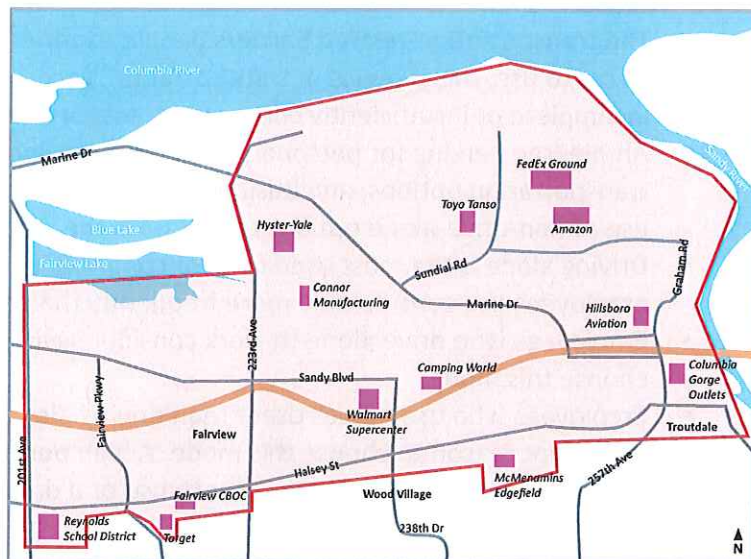 Columbia River
Sandy River
Marine Dr
FedEx Ground
Toyo Tanso
Hyster-Yale
Amazon
Blue Lake
Fairview Lake
Sundial Rd
Graham Rd
Connor
Manufacturing
Marine Dr
Hillsboro
Aviation
223rd Ave
Sandy Blvd
Camping World
Columbia
Gorge
Outlets
Fairview Pkwy
Walmart
Supercenter
201st Ave
Fairview
Troutdale
Halsey St
257th Ave
McMenamins
Edgefield
Fairview CBOC
Wood Village
Reynolds
School District
Target
238th Dr
N